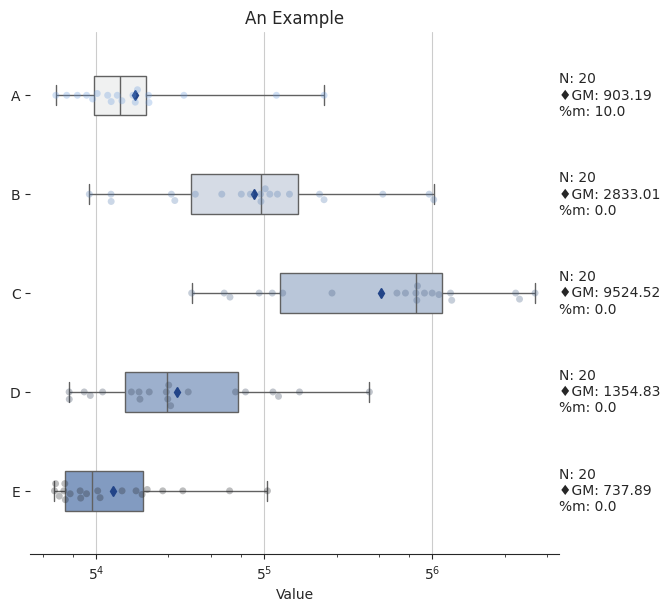 An Example
A
N: 20
♦GM: 903.19
%m: 10.0
B
N: 20
♦GM: 2833.01
%m: 0.0
C
N: 20
♦GM: 9524.52
%m: 0.0
D
N: 20
♦GM: 1354.83
%m: 0.0
E
N: 20
♦GM: 737.89
%m: 0.0
5⁴ 5⁵ 5⁶
Value